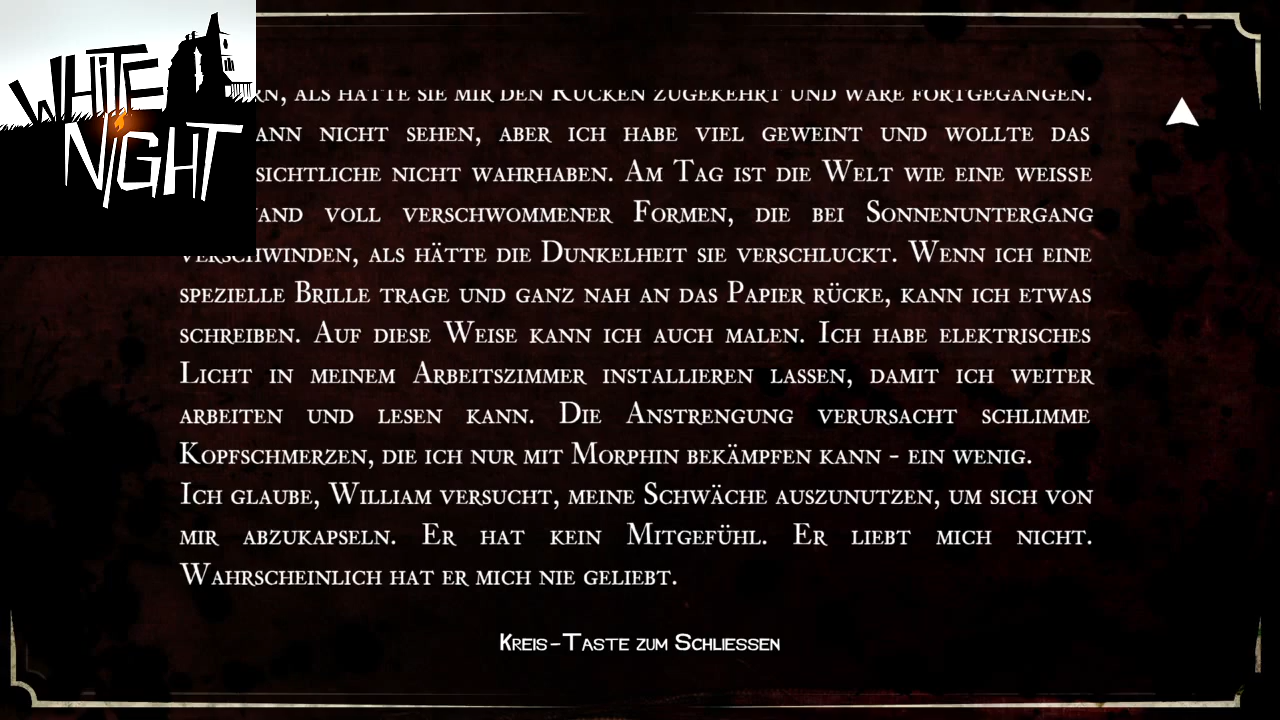 WHITE
NIGHT
ALS HÄTTE SIE MIR DEN RÜCKEN ZUGEKEHRT UND WÄRE FORTGEGANGEN.
NICHT SEHEN, ABER ICH HABE VIEL GEWEINT UND WOLLTE DAS
SICHTLICHE NICHT WAHRHABEN. AM TAG IST DIE WELT WIE EINE WEISSE
VOLL VERSCHWOMMENER FORMEN, DIE BEI SONNENUNTERGANG
VERSCHWINDEN, ALS HÄTTE DIE DUNKELHEIT SIE VERSCHLUCKT. WENN ICH EINE
SPEZIELLE BRILLE TRAGE UND GANZ NAH AN DAS PAPIER RÜCKE, KANN ICH ETWAS
SCHREIBEN. AUF DIESE WEISE KANN ICH AUCH MALEN. ICH HABE ELEKTRISCHES
LICHT IN MEINEM ARBEITSZIMMER INSTALLIEREN LASSEN, DAMIT ICH WEITER
ARBEITEN UND LESEN KANN. DIE ANSTRENGUNG VERURSACHT SCHLIMME
KOPFSCHMERZEN, DIE ICH NUR MIT MORPHIN BEKÄMPFEN KANN - EIN WENIG.
ICH GLAUBE, WILLIAM VERSUCHT, MEINE SCHWÄCHE AUSZUNUTZEN, UM SICH VON
MIR ABZUKAPSELN. ER HAT KEIN MITGEFÜHL. ER LIEBT MICH NICHT.
WAHRSCHEINLICH HAT ER MICH NIE GELIEBT.
KREIS-TASTE ZUM SCHLIESSEN